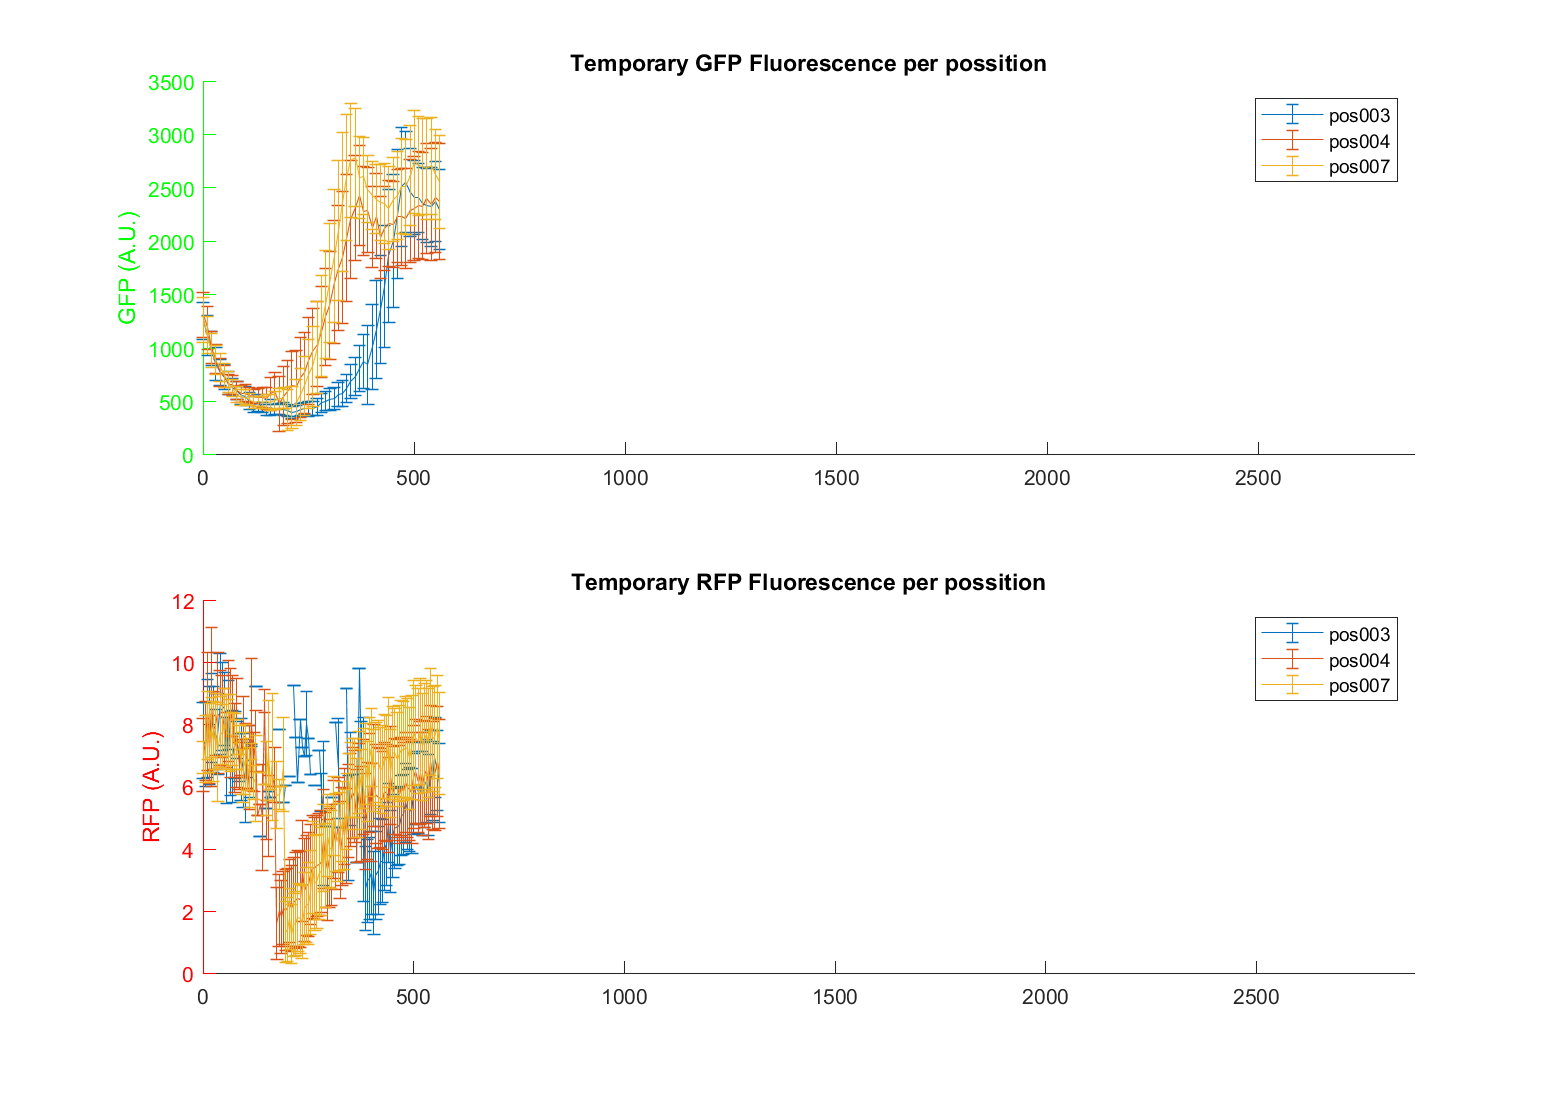 Temporary GFP Fluorescence per possition
GFP (A.U.)
3500
3000
2500
2000
1500
1000
500
0
0 500 1000 1500 2000 2500
pos003
pos004
pos007
Temporary RFP Fluorescence per possition
RFP (A.U.)
12
10
8
6
4
2
0
0 500 1000 1500 2000 2500
pos003
pos004
pos007